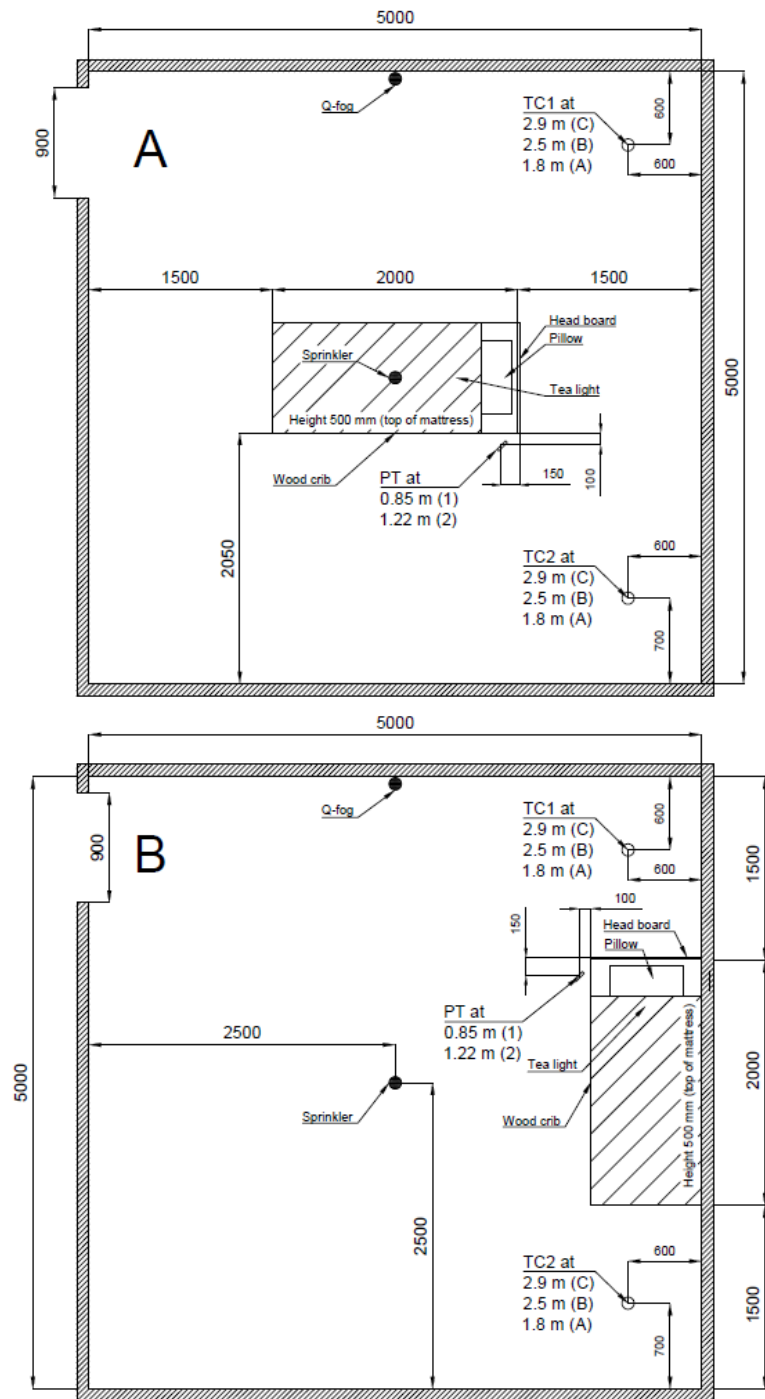 5000
Q-fog
TC1 at
2.9 m (C)
2.5 m (B)
1.8 m (A)
600
600
900
A
1500
2000
1500
Head board
Pillow
Sprinkler
Tea light
Height 500 mm (top of mattress)
Wood crib
PT at
0.85 m (1)
1.22 m (2)
150
100
5000
2050
TC2 at
2.9 m (C)
2.5 m (B)
1.8 m (A)
600
700
5000
Q-fog
TC1 at
2.9 m (C)
2.5 m (B)
1.8 m (A)
600
600
1500
900
B
100
150
Head board
Pillow
PT at
0.85 m (1)
1.22 m (2)
2500
Tea light
Height 500 mm (top of mattress)
2000
5000
Sprinkler
Wood crib
2500
TC2 at
2.9 m (C)
2.5 m (B)
1.8 m (A)
600
700
1500